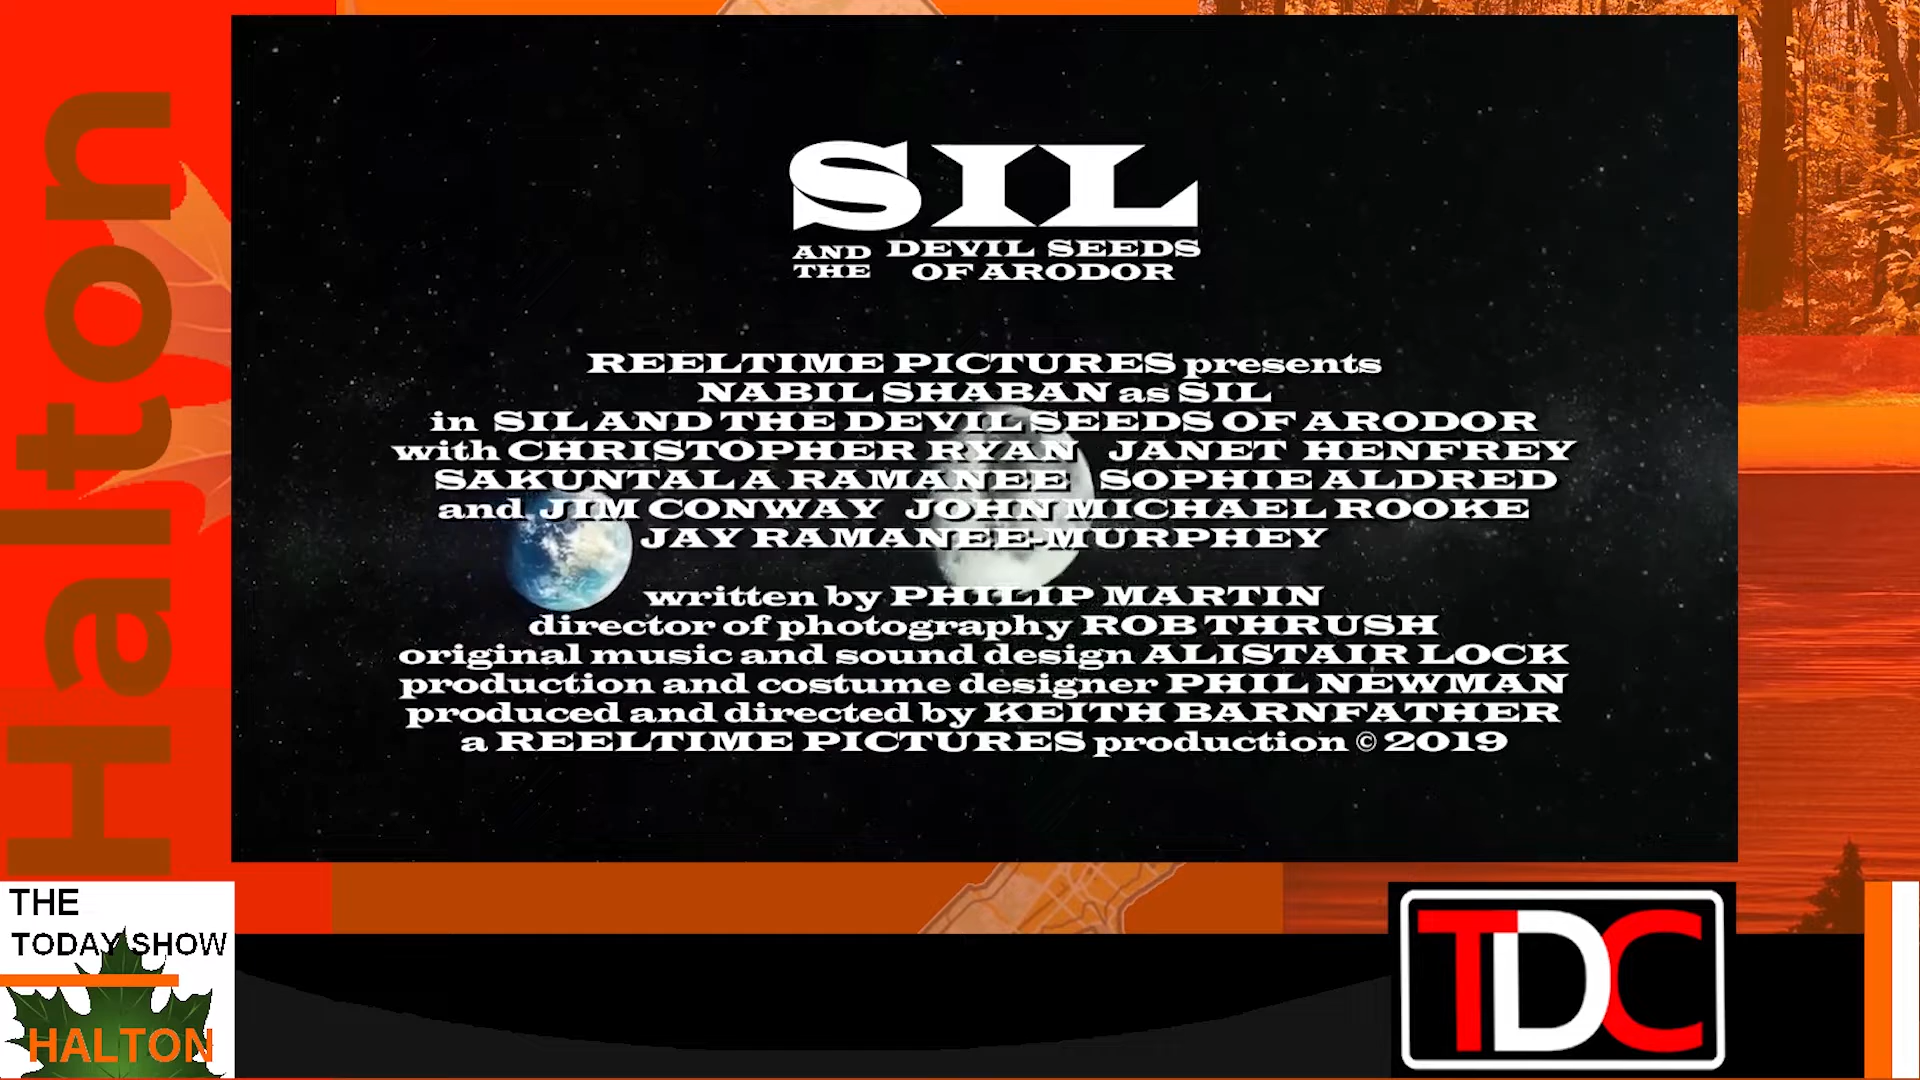 Halton
SIL
AND THE DEVIL SEEDS OF ARODOR
REELTIME PICTURES presents
NABIL SHABAN as SIL
in SIL AND THE DEVIL SEEDS OF ARODOR
with CHRISTOPHER RYAN JANET HENFREY
SAKUNTALA RAMANEE SOPHIE ALDRED
and JIM CONWAY JOHN MICHAEL ROOKE
JAY RAMANEE-MURPHEY
written by PHILIP MARTIN
director of photography ROB THRUSH
original music and sound design ALISTAIR LOCK
production and costume designer PHIL NEWMAN
produced and directed by KEITH BARNFATHER
a REELTIME PICTURES production © 2019
THE
TODAY SHOW
HALTON
TDC